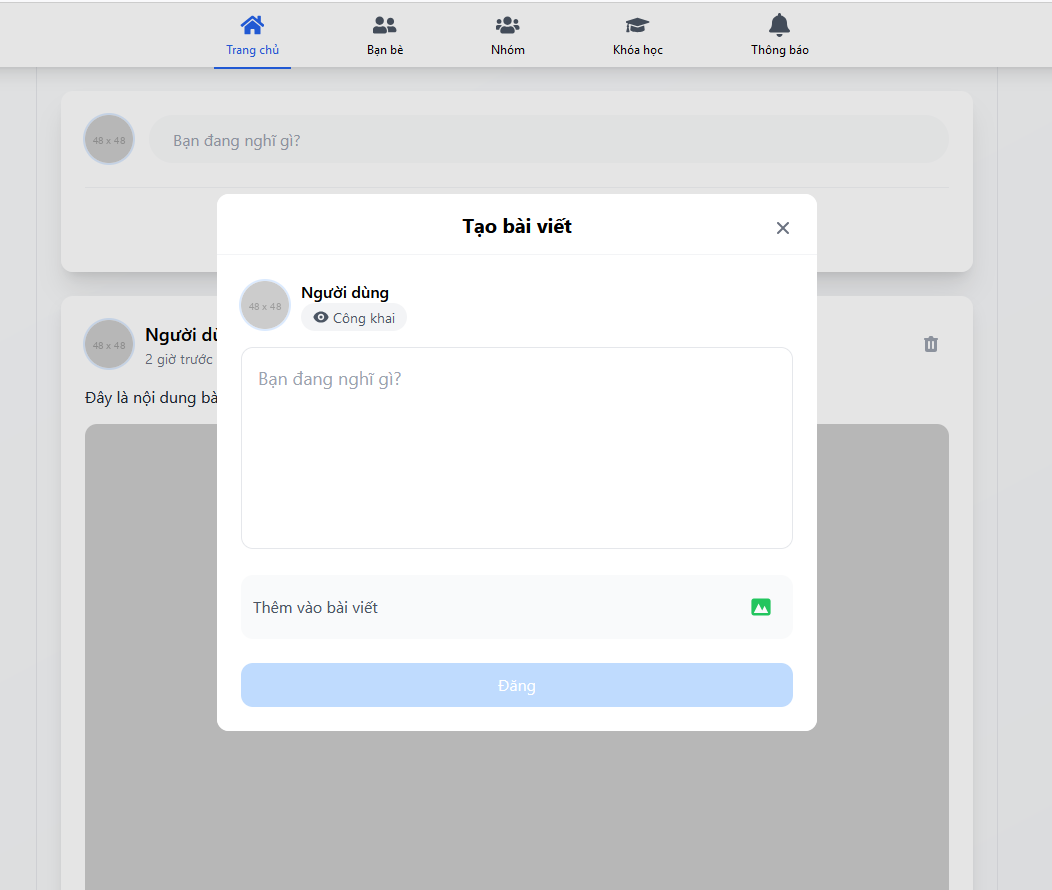 Trang chủ
Bạn bè
Nhóm
Khóa học
Thông báo
48 x 48
Bạn đang nghĩ gì?
Tạo bài viết
48 x 48
Người dùng
Công khai
Bạn đang nghĩ gì?
Thêm vào bài viết
Đăng
48 x 48
Người dù
2 giờ trước
Đây là nội dung bà